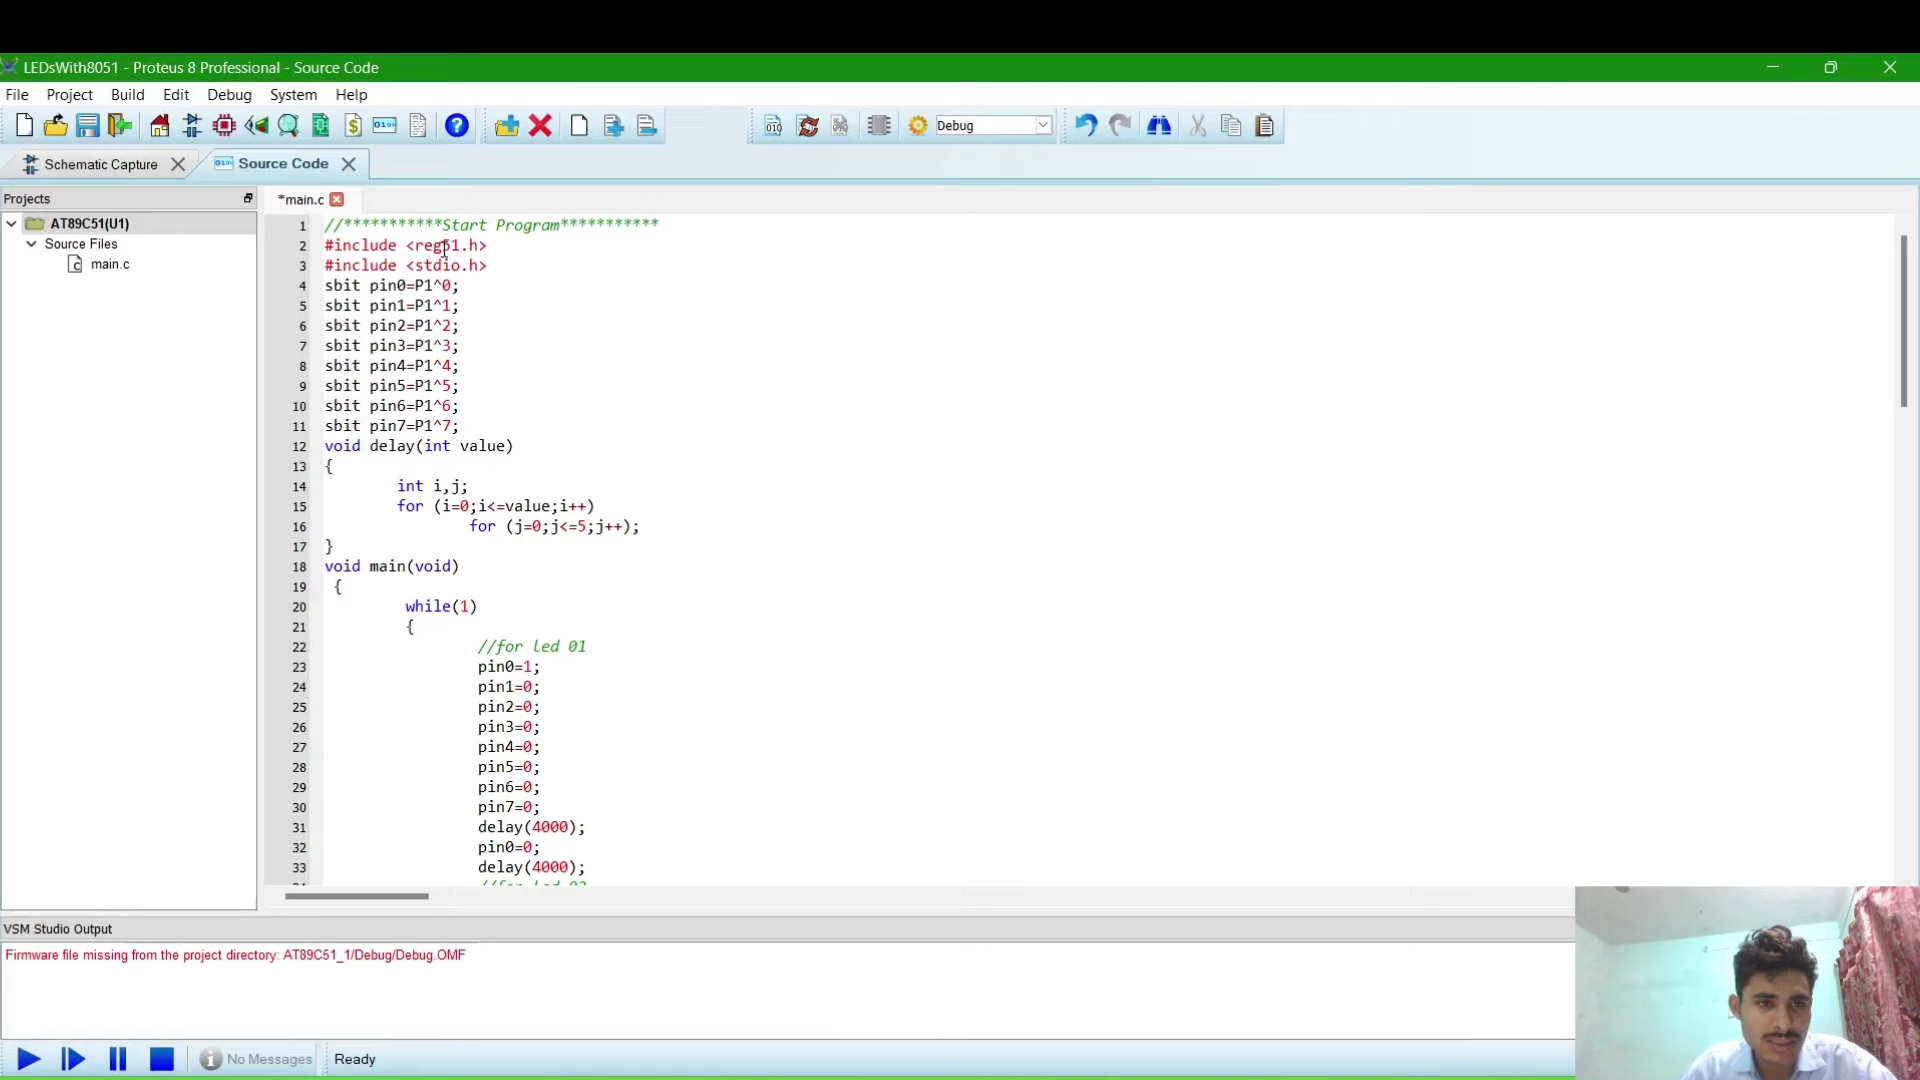 LEDsWith8051 - Proteus 8 Professional - Source Code
File Project Build Edit Debug System Help
Debug
Schematic Capture
Source Code
Projects
*main.c
AT89C51(U1)
Source Files
main.c
1 //***********Start Program***********
2 #include <reg51.h>
3 #include <stdio.h>
4 sbit pin0=P1^0;
5 sbit pin1=P1^1;
6 sbit pin2=P1^2;
7 sbit pin3=P1^3;
8 sbit pin4=P1^4;
9 sbit pin5=P1^5;
10 sbit pin6=P1^6;
11 sbit pin7=P1^7;
12 void delay(int value)
13 {
14 int i,j;
15 for (i=0;i<=value;i++)
16 for (j=0;j<=5;j++);
17 }
18 void main(void)
19 {
20 while(1)
21 {
22 //for led 01
23 pin0=1;
24 pin1=0;
25 pin2=0;
26 pin3=0;
27 pin4=0;
28 pin5=0;
29 pin6=0;
30 pin7=0;
31 delay(4000);
32 pin0=0;
33 delay(4000);
VSM Studio Output
Firmware file missing from the project directory: AT89C51_1/Debug/Debug.OMF
No Messages
Ready